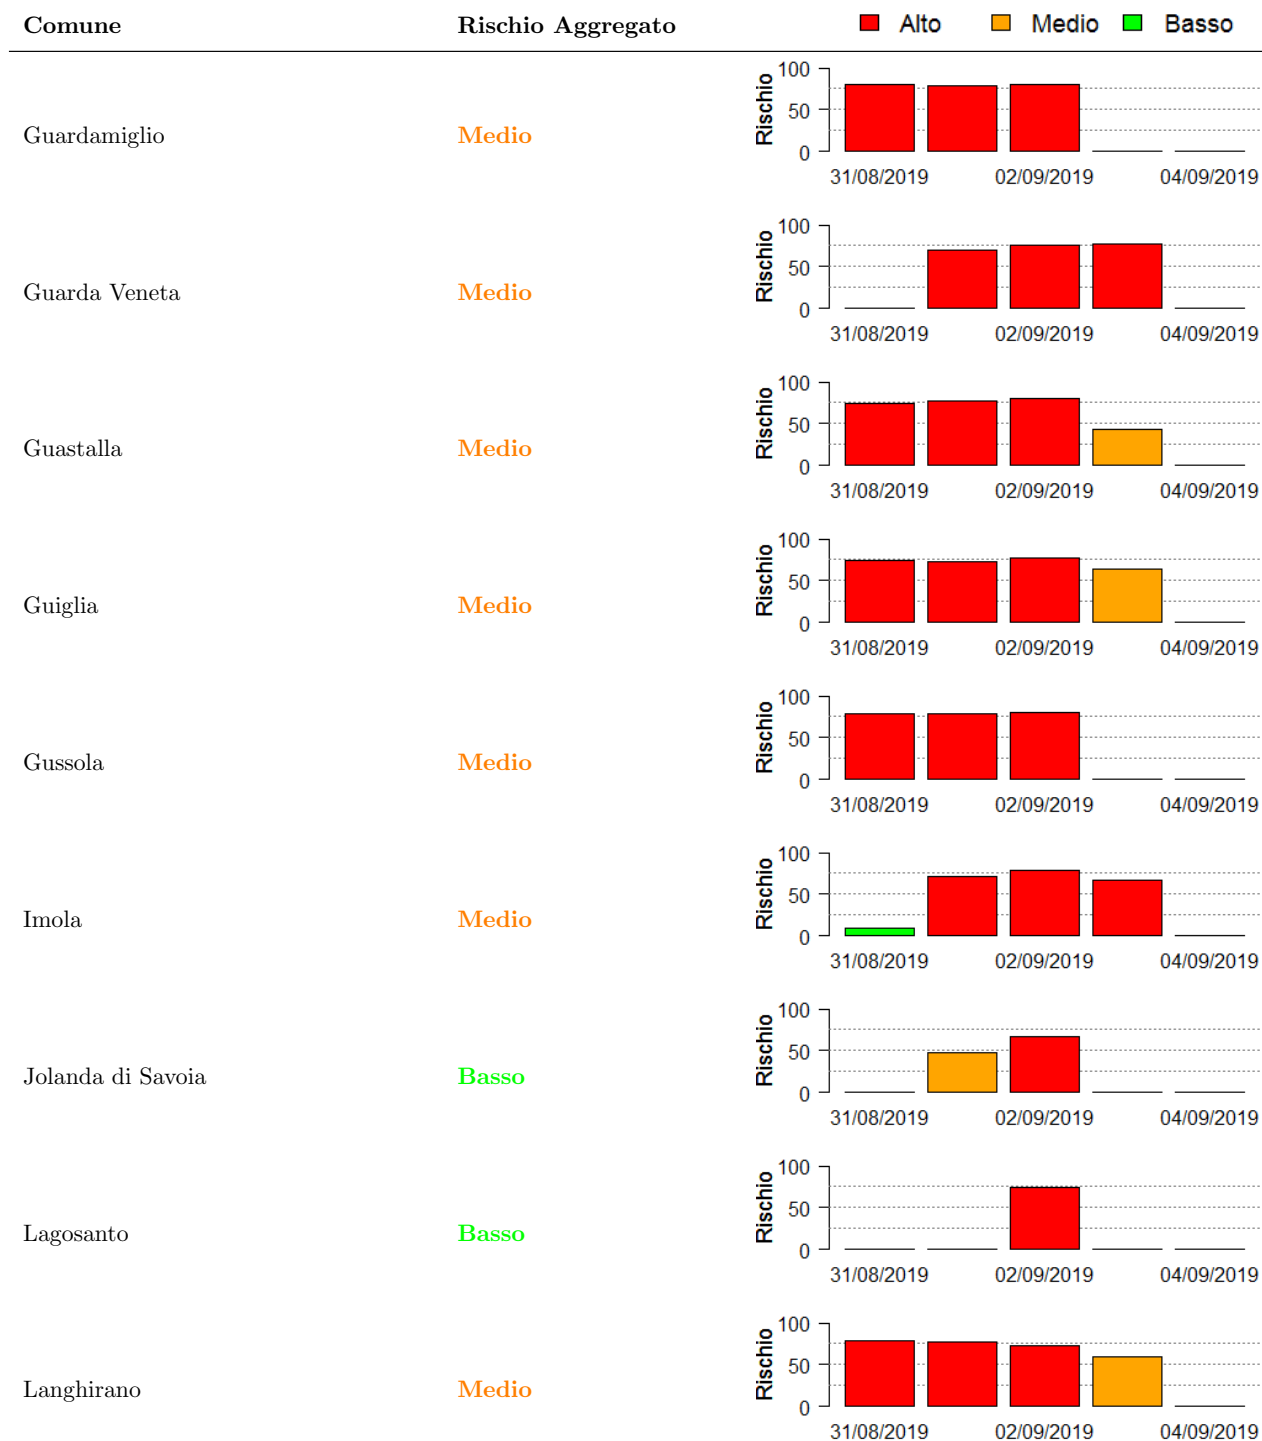 Comune Rischio Aggregato Alto Medio Basso
Guardamiglio Medio
Rischio
100
50
0
31/08/2019 02/09/2019 04/09/2019
Guarda Veneta Medio
Rischio
100
50
0
31/08/2019 02/09/2019 04/09/2019
Guastalla Medio
Rischio
100
50
0
31/08/2019 02/09/2019 04/09/2019
Guiglia Medio
Rischio
100
50
0
31/08/2019 02/09/2019 04/09/2019
Gussola Medio
Rischio
100
50
0
31/08/2019 02/09/2019 04/09/2019
Imola Medio
Rischio
100
50
0
31/08/2019 02/09/2019 04/09/2019
Jolanda di Savoia Basso
Rischio
100
50
0
31/08/2019 02/09/2019 04/09/2019
Lagosanto Basso
Rischio
100
50
0
31/08/2019 02/09/2019 04/09/2019
Langhirano Medio
Rischio
100
50
0
31/08/2019 02/09/2019 04/09/2019